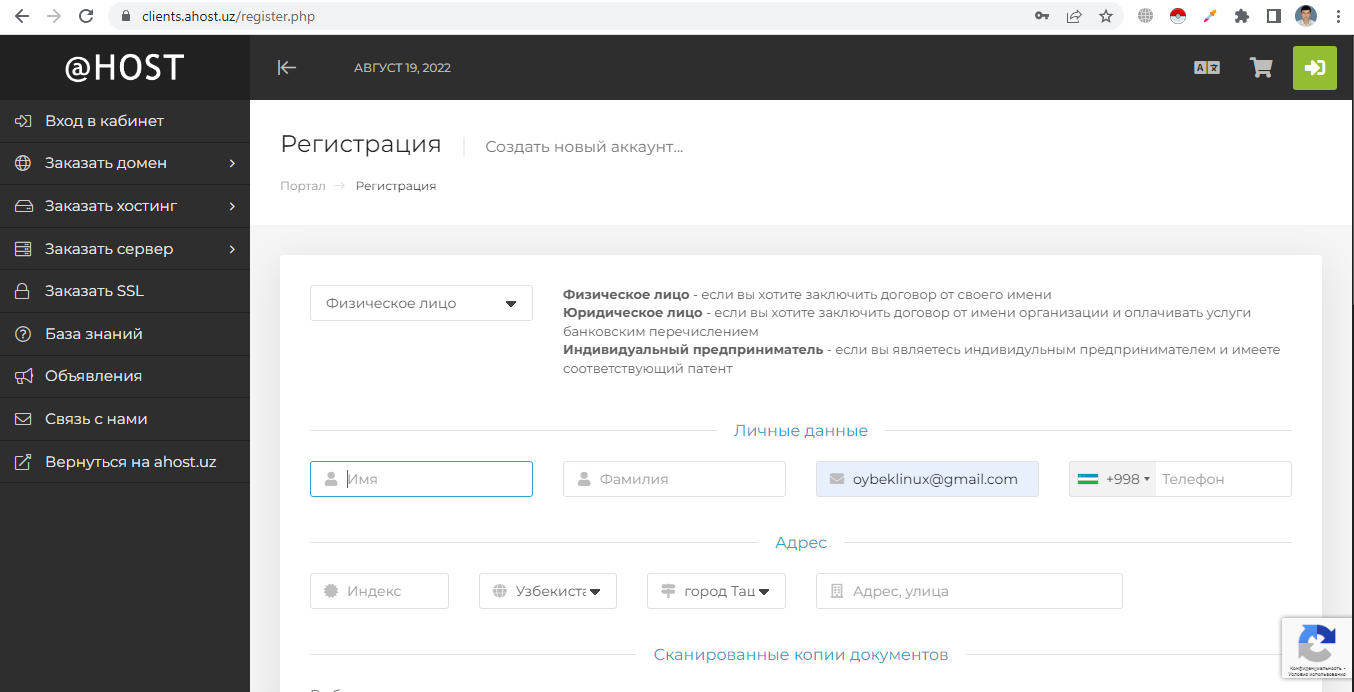 clients.ahost.uz/register.php
@HOST
АВГУСТ 19, 2022
Вход в кабинет
Заказать домен
Заказать хостинг
Заказать сервер
Заказать SSL
База знаний
Объявления
Связь с нами
Вернуться на ahost.uz
Регистрация
Создать новый аккаунт...
Портал
Регистрация
Физическое лицо
Физическое лицо - если вы хотите заключить договор от своего имени
Юридическое лицо - если вы хотите заключить договор от имени организации и оплачивать услуги
банковским перечислением
Индивидуальный предприниматель - если вы являетесь индивидульным предпринимателем и имеете
соответствующий патент
Личные данные
Имя
Фамилия
oybeklinux@gmail.com
+998
Телефон
Адрес
Индекс
Узбекиста
город Таш
Адрес, улица
Сканированные копии документов
Конфиденциальность -
Условия использования